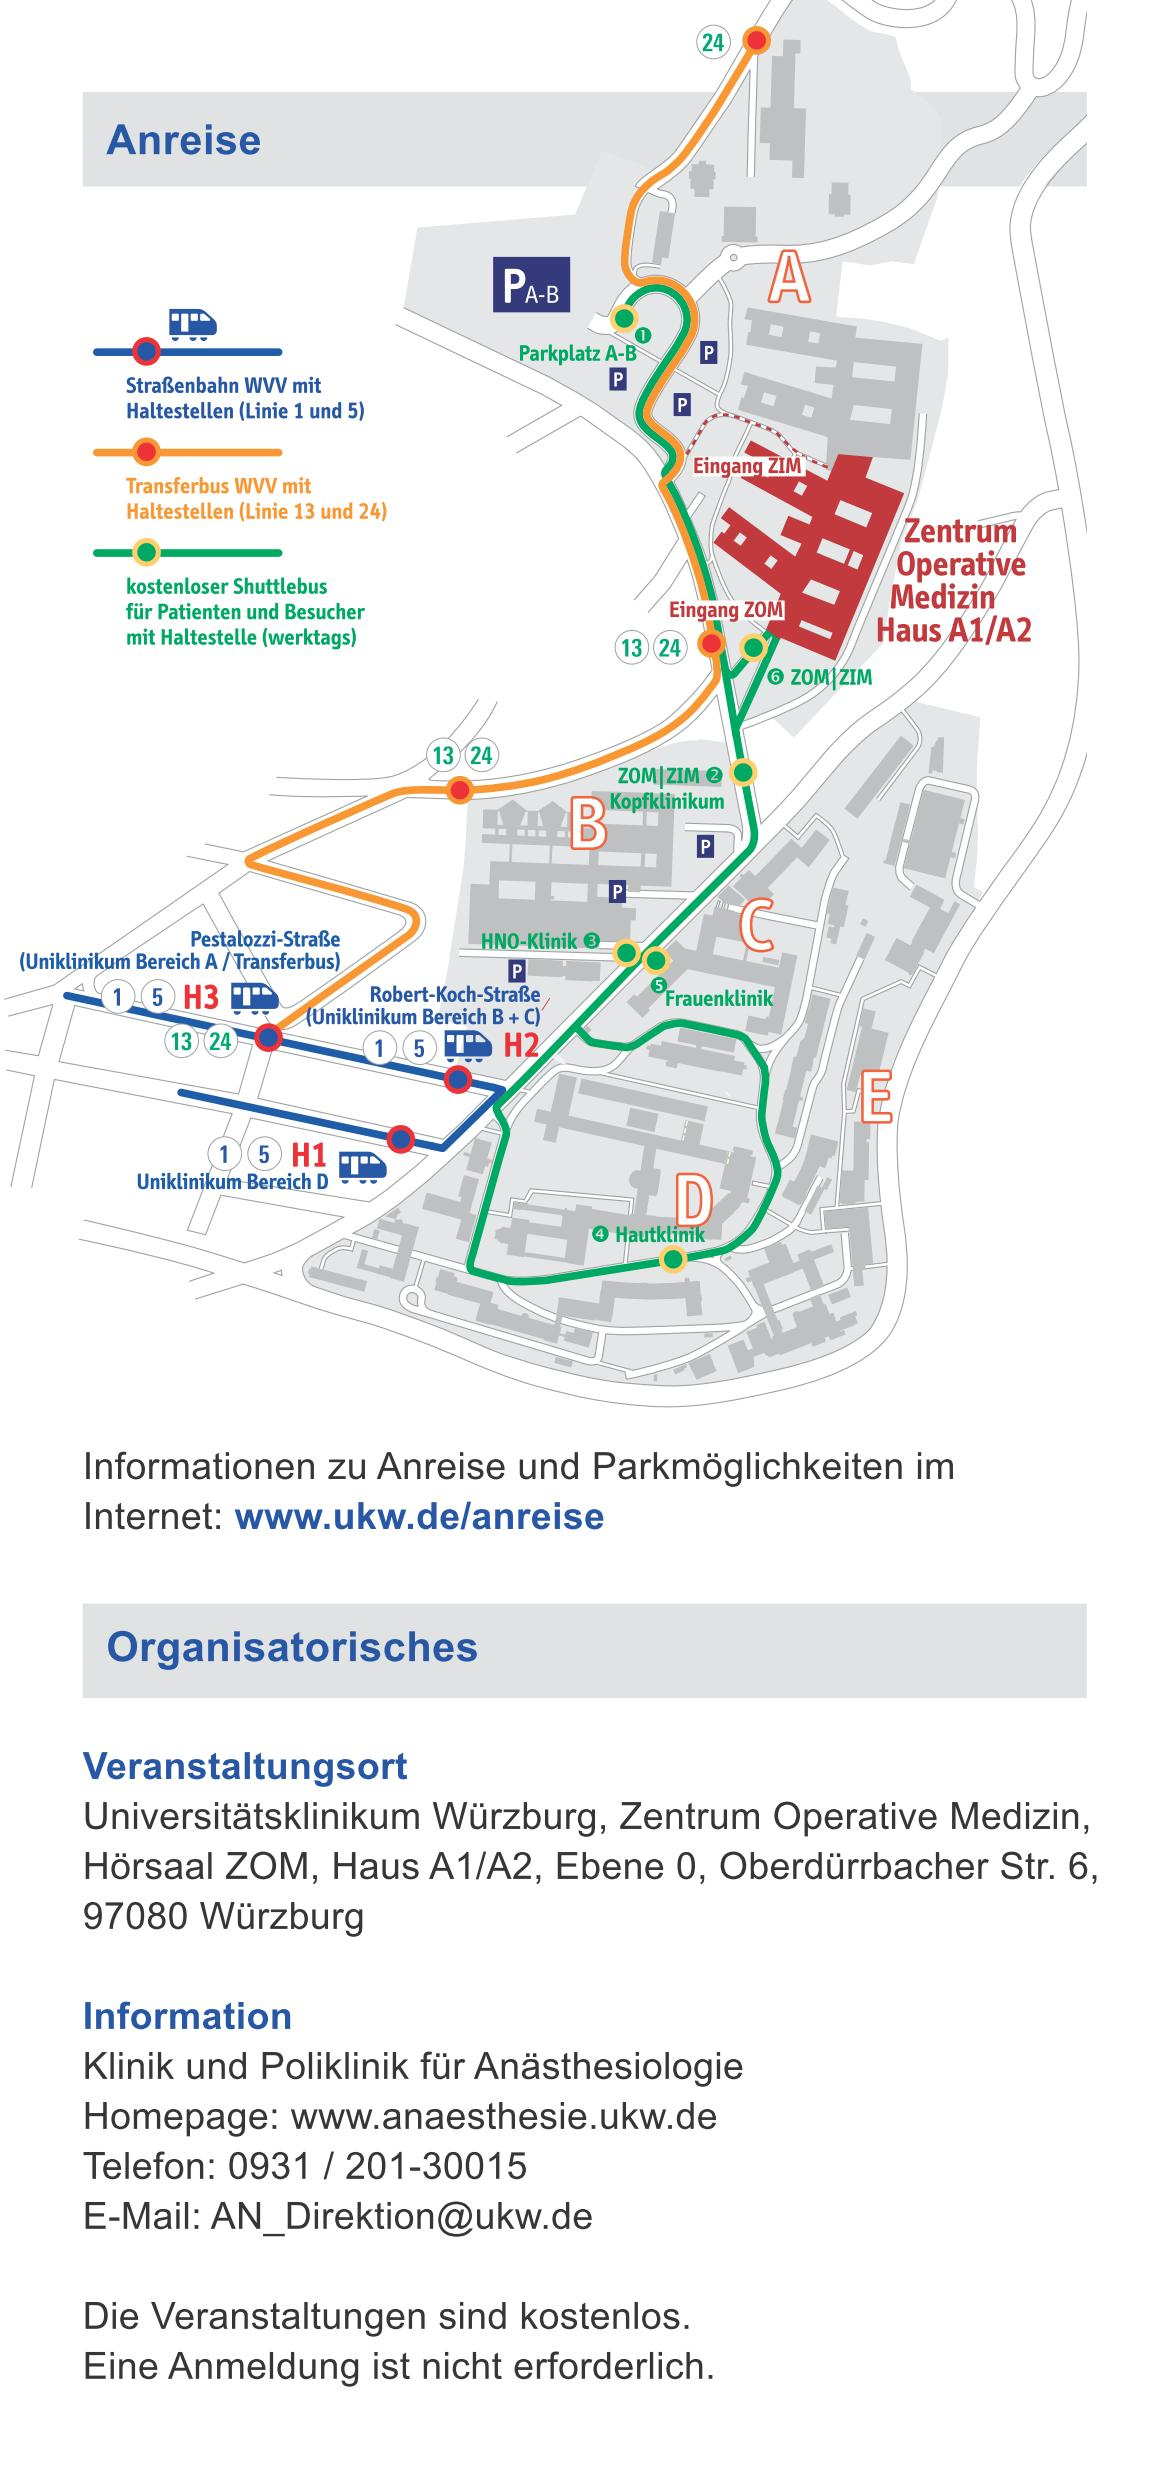 24
Anreise
A
P A-B
❶
Parkplatz A-B
P
P
P
Straßenbahn WVV mit
Haltestellen (Linie 1 und 5)
Transferbus WVV mit
Haltestellen (Linie 13 und 24)
kostenloser Shuttlebus
für Patienten und Besucher
mit Haltestelle (werktags)
Eingang ZIM
Zentrum
Operative
Medizin
Haus A1/A2
Eingang ZOM
13 24
❻ ZOM|ZIM
13 24
ZOM|ZIM ❷
Kopfklinikum
B
P
P
C
HNO-Klinik ❸
P
❺
Frauenklinik
Pestalozzi-Straße
(Uniklinikum Bereich A / Transferbus)
1 5 H3
13 24
Robert-Koch-Straße
(Uniklinikum Bereich B + C)
1 5 H2
E
1 5 H1
Uniklinikum Bereich D
D
❹ Hautklinik
Informationen zu Anreise und Parkmöglichkeiten im
Internet: www.ukw.de/anreise
Organisatorisches
Veranstaltungsort
Universitätsklinikum Würzburg, Zentrum Operative Medizin,
Hörsaal ZOM, Haus A1/A2, Ebene 0, Oberdürrbacher Str. 6,
97080 Würzburg
Information
Klinik und Poliklinik für Anästhesiologie
Homepage: www.anaesthesie.ukw.de
Telefon: 0931 / 201-30015
E-Mail: AN_Direktion@ukw.de
Die Veranstaltungen sind kostenlos.
Eine Anmeldung ist nicht erforderlich.